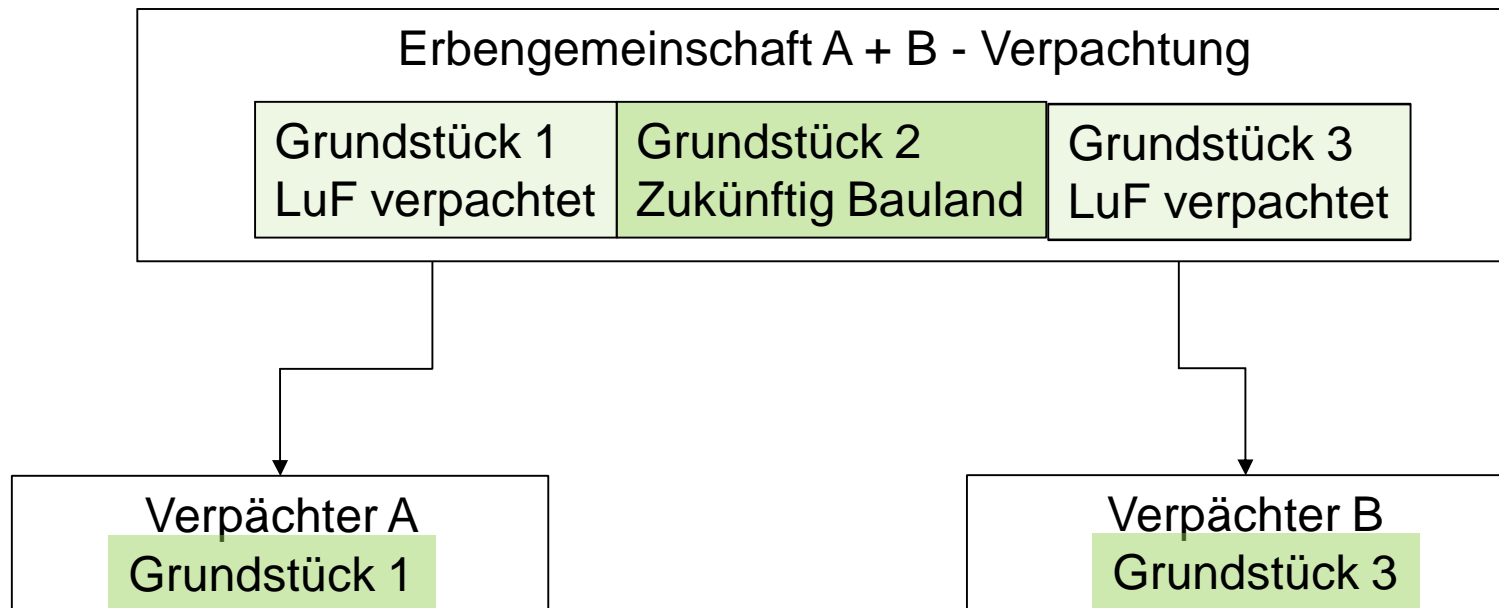 Erbengemeinschaft A + B - Verpachtung
Grundstück 1
LuF verpachtet
Grundstück 2
Zukünftig Bauland
Grundstück 3
LuF verpachtet
Verpächter A
Grundstück 1
Verpächter B
Grundstück 3